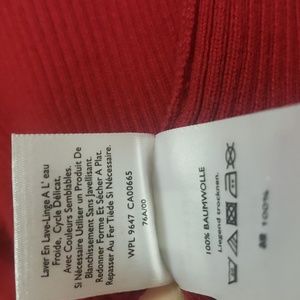 Laver En Lave-Linge A L' eau
Froide, Cycle Delicat,
Avec Couleurs Semblables.
Si Nécessaire Utiliser un Produit De
Blanchissement Sans Javellisant.
Redonner Forme Et Sécher A Plat.
Repasser Au Fer Tiède Si Nécessaire.
WPL 9647 CA00665
76A/00
100% BAUMWOLLE
Liegend trocknen.
100%